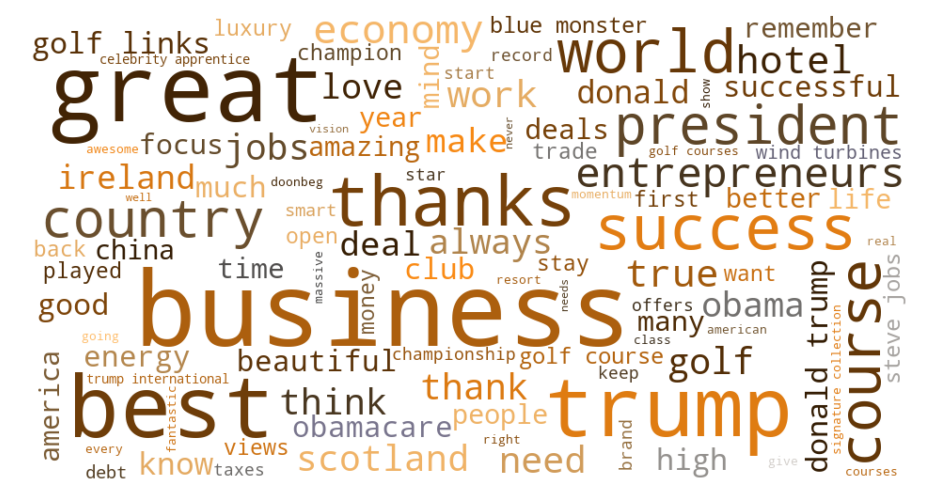 luxury
economy
blue monster
remember
golf links
celebrity apprentice
champion
mind
record
world
hotel
great
love
start
work
donald
show
successful
vision
year
never
deals
president
awesome
focus
jobs
amazing
make
trade
golf courses
wind turbines
ireland
much
doonbeg
star
entrepreneurs
well
thanks
momentum
first
better
life
country
smart
success
back
china
open
deal
always
real
played
time
massive
club
stay
true
want
resort
needs
good
business
money
offers
obama
donald trump
course
steve jobs
many
american
going
class
signature collection
america
energy
beautiful
championship
golf course
golf
keep
trump international
best
fantastic
think
thank
trump
people
obamacare
every
views
right
brand
debt
know
taxes
scotland
need
high
give
courses